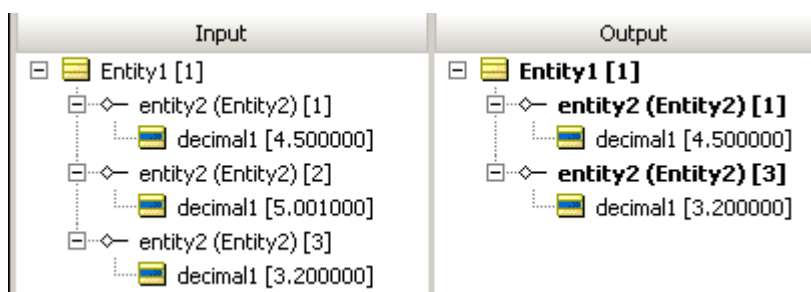 Input
Entity1 [1]
entity2 (Entity2) [1]
decimal1 [4.500000]
entity2 (Entity2) [2]
decimal1 [5.001000]
entity2 (Entity2) [3]
decimal1 [3.200000]
Output
Entity1 [1]
entity2 (Entity2) [1]
decimal1 [4.500000]
entity2 (Entity2) [3]
decimal1 [3.200000]